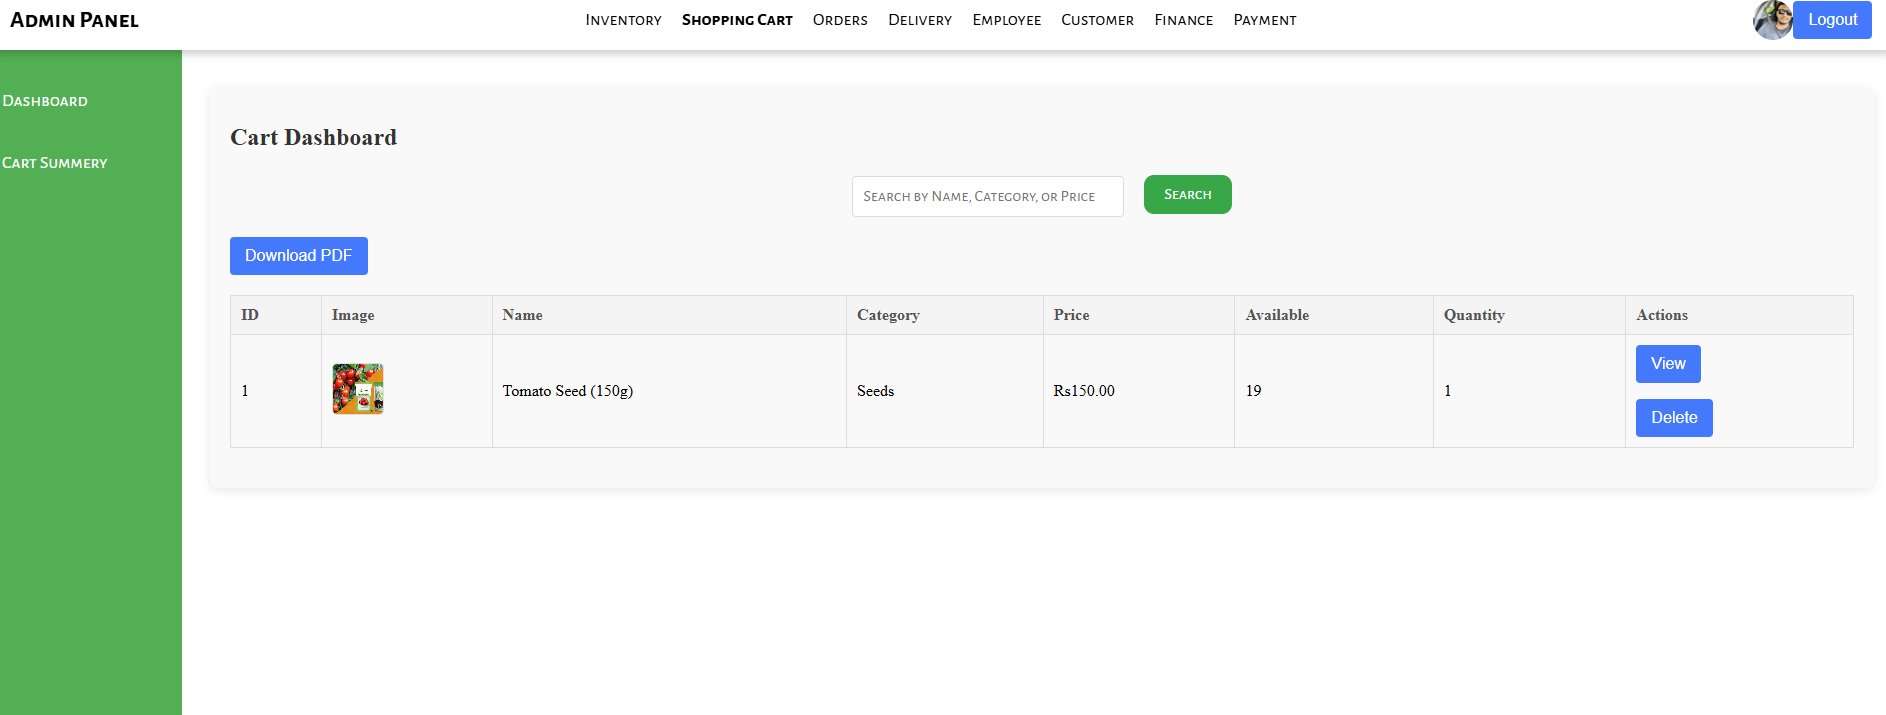 Admin Panel
Inventory Shopping Cart Orders Delivery Employee Customer Finance Payment
Logout
Dashboard
Cart Summery
Cart Dashboard
Search by Name, Category, or Price
Search
Download PDF
ID Image Name Category Price Available Quantity Actions
1 Tomato Seed (150g) Seeds Rs150.00 19 1
View
Delete